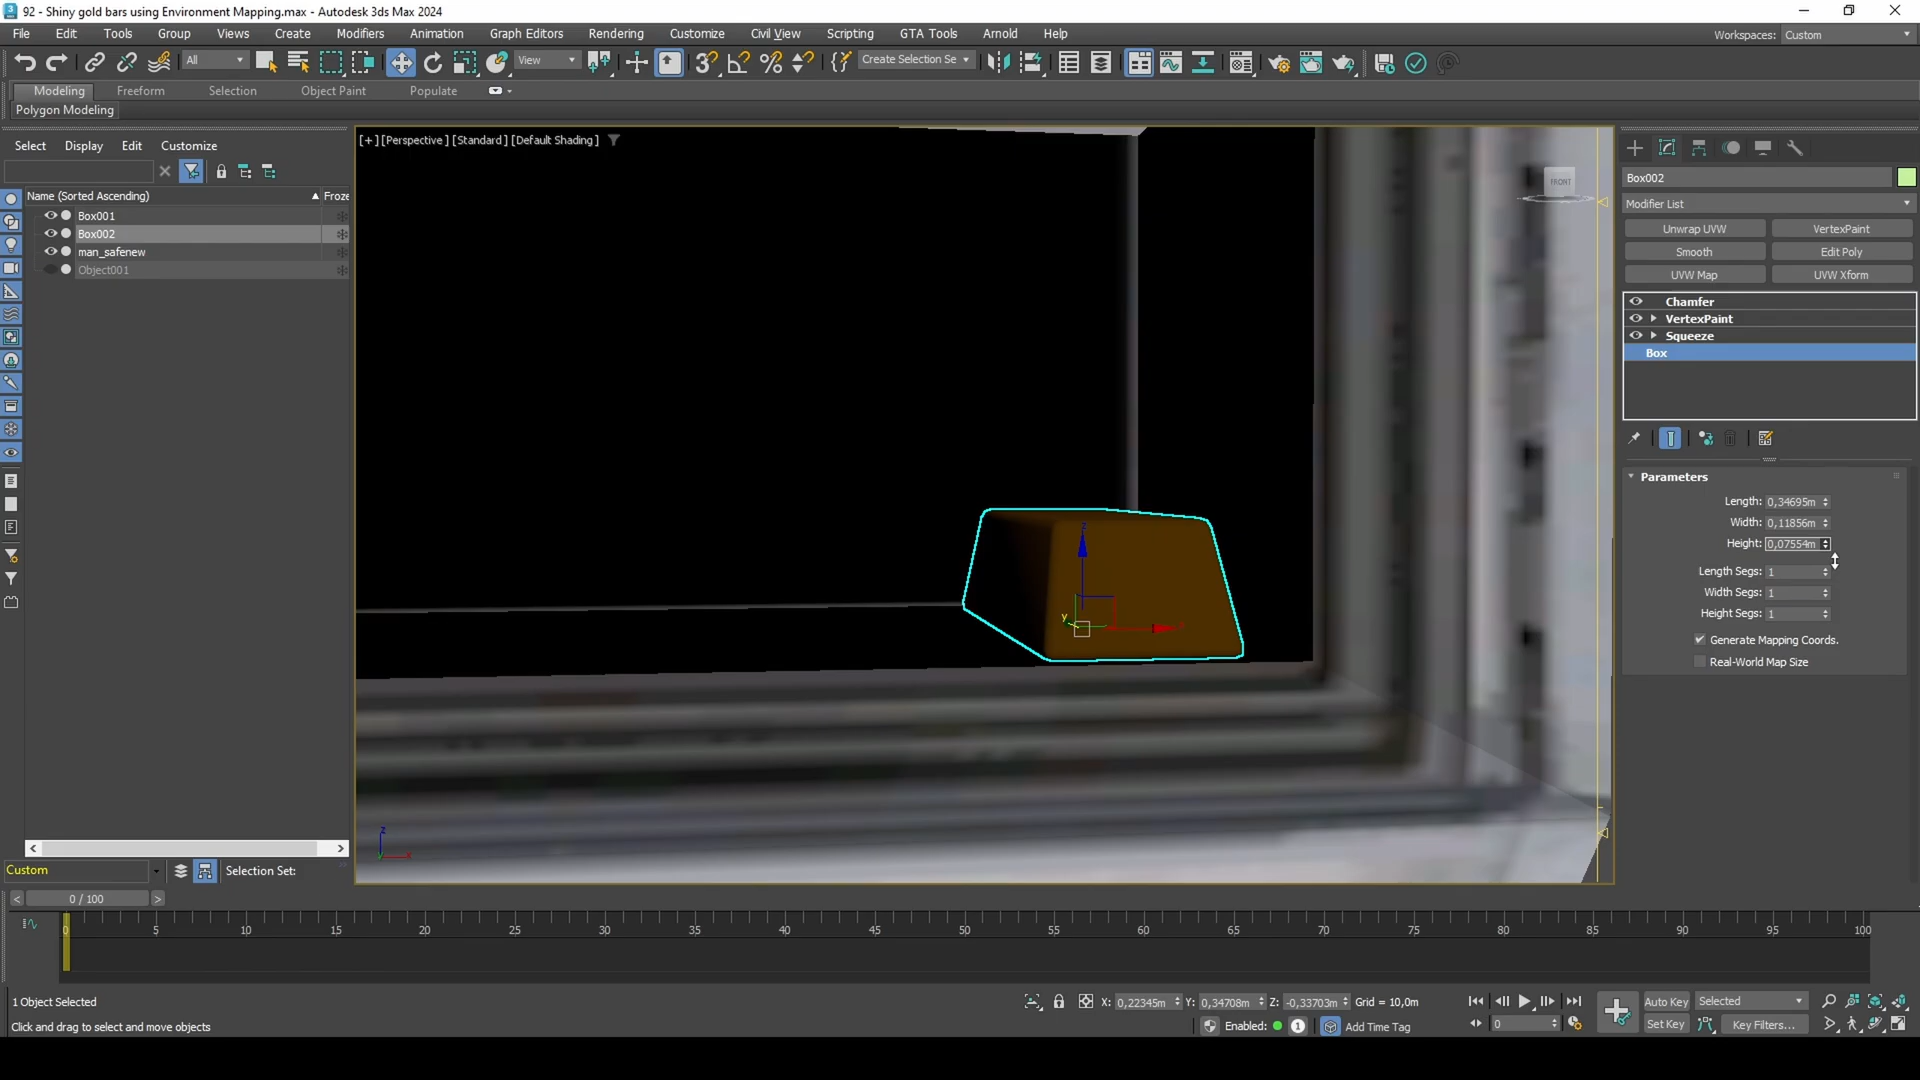 92 - Shiny gold bars using Environment Mapping.max - Autodesk 3ds Max 2024
File Edit Tools Group Views Create Modifiers Animation Graph Editors Rendering Customize Civil View Scripting GTA Tools Arnold Help
Workspaces: Custom
All View Create Selection Se
Modeling Freeform Selection Object Paint Populate
Polygon Modeling
Select Display Edit Customize
Name (Sorted Ascending) Froze
Box001
Box002
man_safenew
Object001
[+] [Perspective] [Standard] [Default Shading]
FRONT
z
y
x
z
x
Box002
Modifier List
Unwrap UVW VertexPaint
Smooth Edit Poly
UVW Map UVW Xform
Chamfer
VertexPaint
Squeeze
Box
Parameters
Length: 0,34695m
Width: 0,11856m
Height: 0,07554m
Length Segs: 1
Width Segs: 1
Height Segs: 1
Generate Mapping Coords.
Real-World Map Size
Custom Selection Set:
< 0 / 100 >
0 5 10 15 20 25 30 35 40 45 50 55 60 65 70 75 80 85 90 95 100
1 Object Selected
X: 0,22345m Y: 0,34708m Z: -0,33703m Grid = 10,0m
Auto Key Selected
Click and drag to select and move objects
Enabled: 1 Add Time Tag
0 Set Key Key Filters...